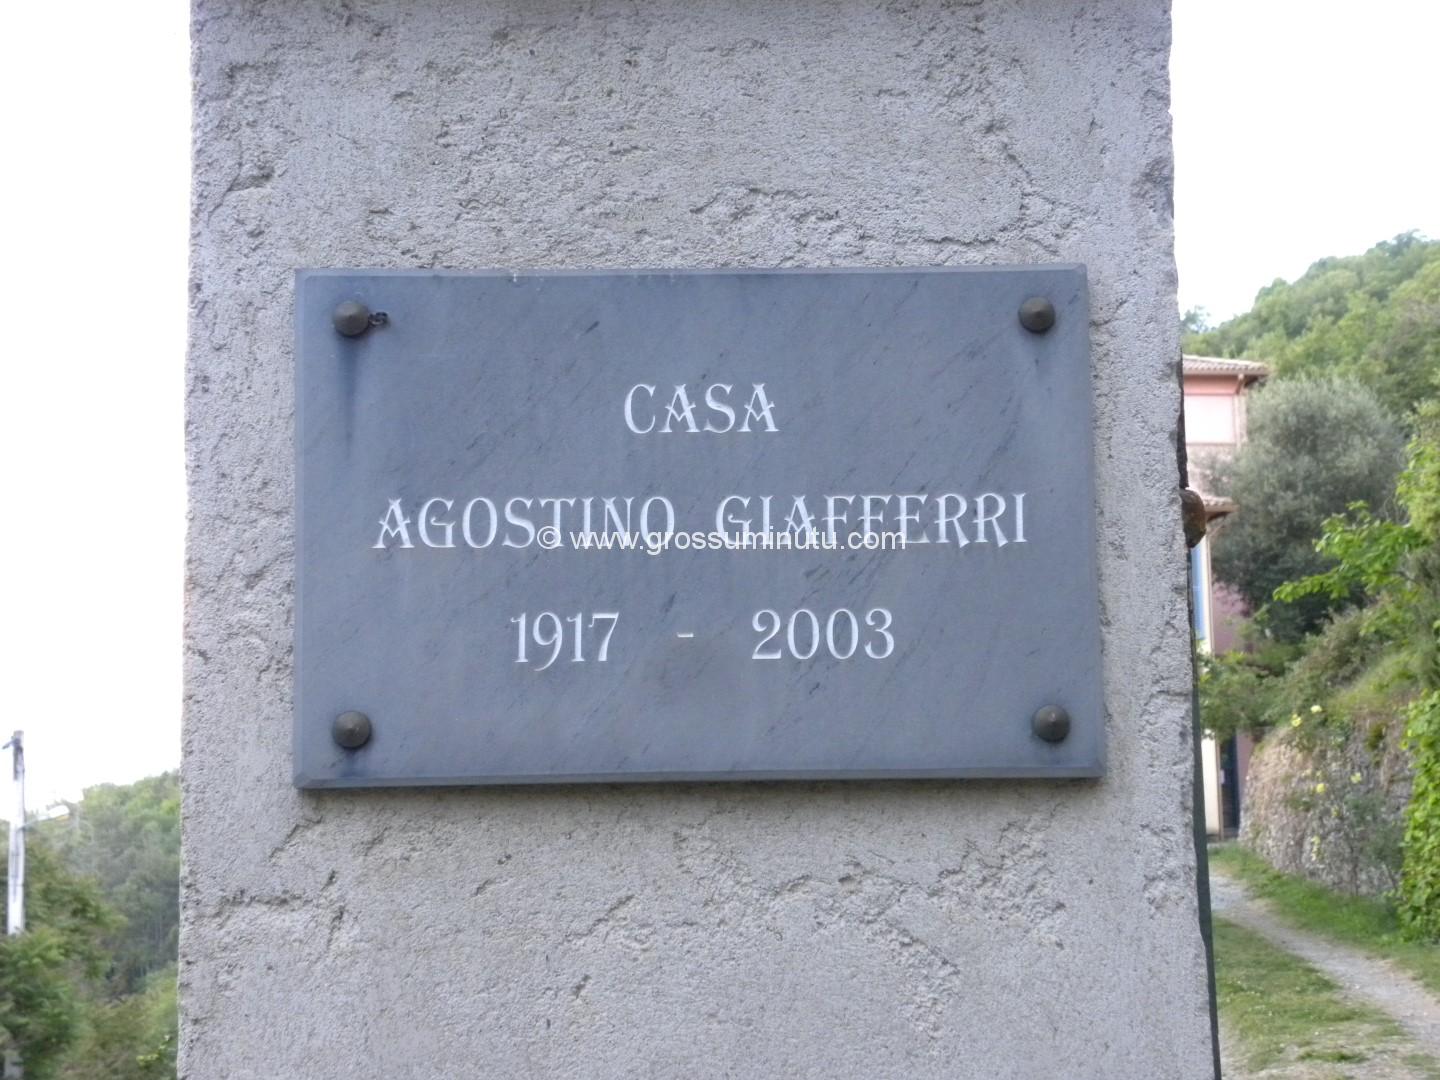 CASA
AGOSTINO GIAFFERRI
© www.grossuminutu.com
1917 - 2003